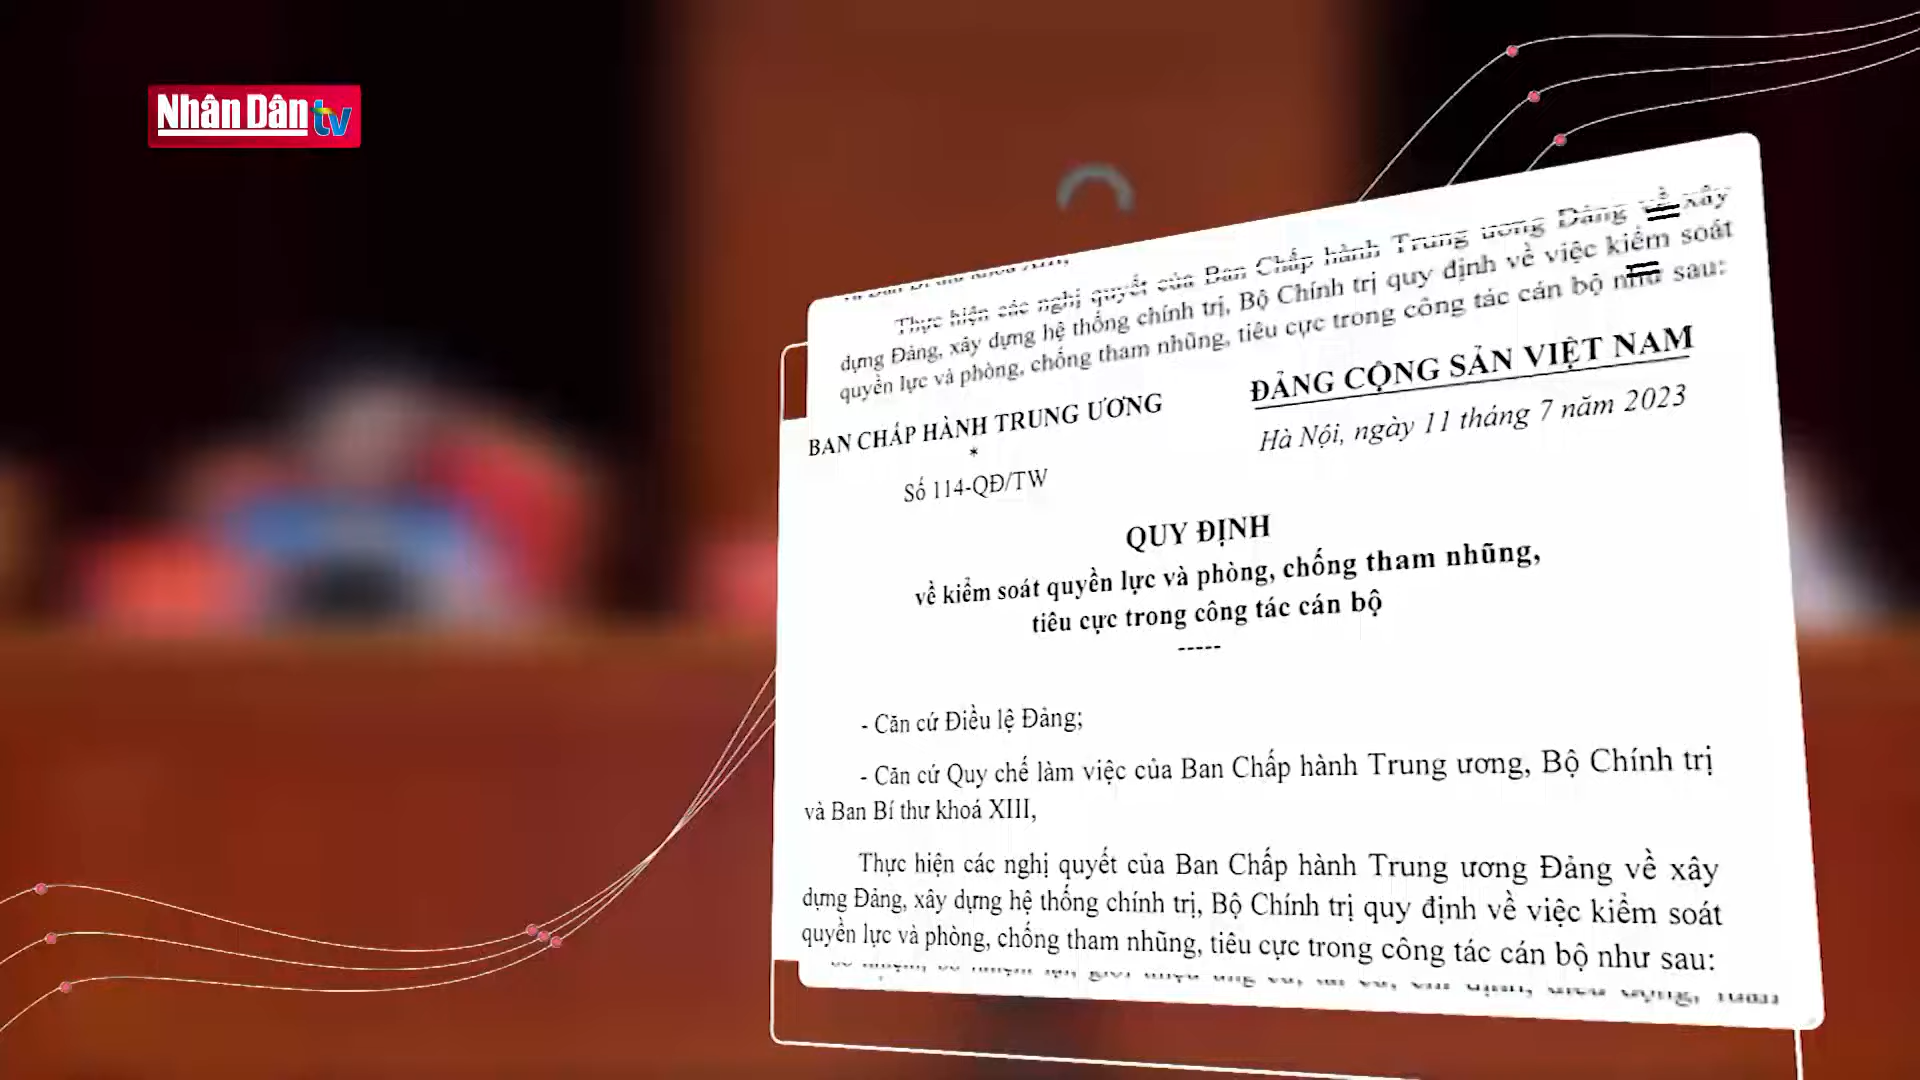 Nhân Dân tv
Thực hiện các nghị quyết của Ban Chấp hành Trung ương Đảng về xây
dựng Đảng, xây dựng hệ thống chính trị, Bộ Chính trị quy định về việc kiểm soát
quyền lực và phòng, chống tham nhũng, tiêu cực trong công tác cán bộ như sau:
BAN CHẤP HÀNH TRUNG ƯƠNG
*
Số 114-QĐ/TW
ĐẢNG CỘNG SẢN VIỆT NAM
Hà Nội, ngày 11 tháng 7 năm 2023
QUY ĐỊNH
về kiểm soát quyền lực và phòng, chống tham nhũng,
tiêu cực trong công tác cán bộ
-----
- Căn cứ Điều lệ Đảng;
- Căn cứ Quy chế làm việc của Ban Chấp hành Trung ương, Bộ Chính trị
và Ban Bí thư khoá XIII,
Thực hiện các nghị quyết của Ban Chấp hành Trung ương Đảng về xây
dựng Đảng, xây dựng hệ thống chính trị, Bộ Chính trị quy định về việc kiểm soát
quyền lực và phòng, chống tham nhũng, tiêu cực trong công tác cán bộ như sau: